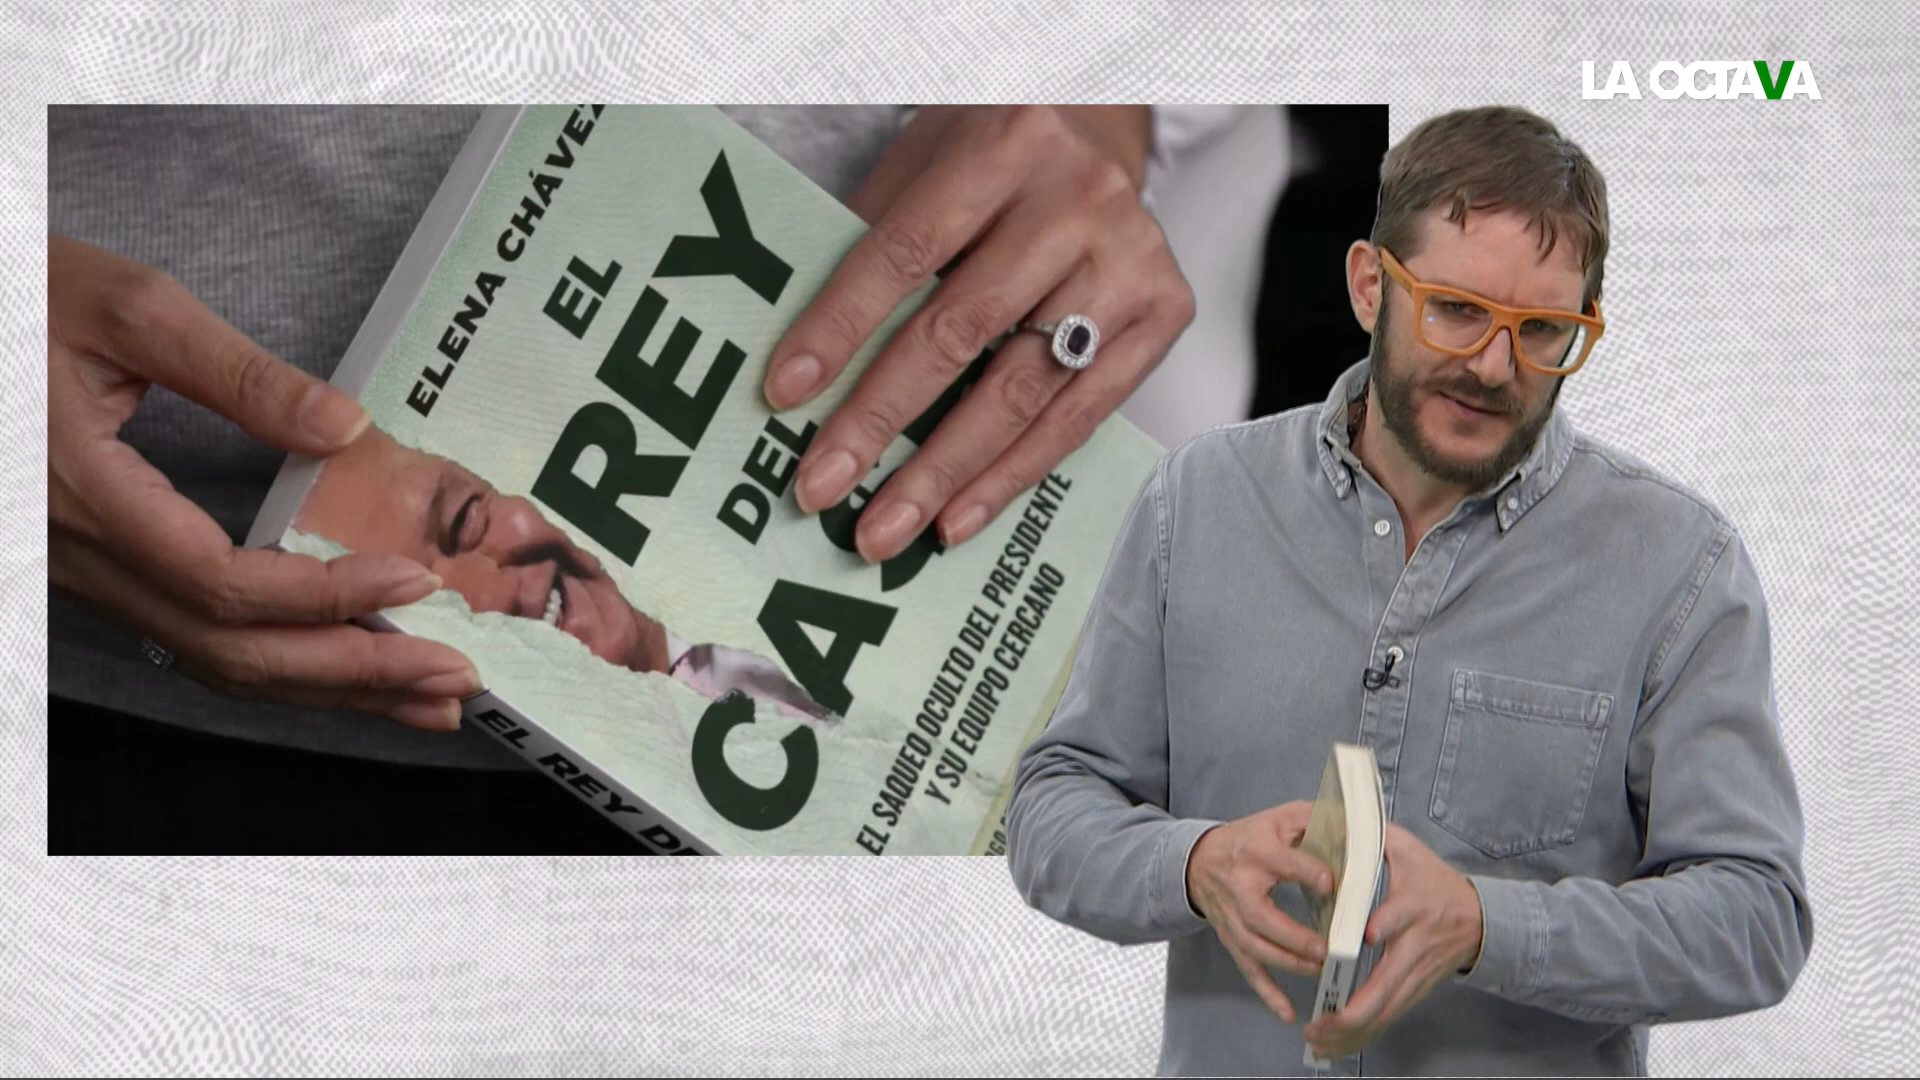 LA OCTAVA
ELENA CHÁVEZ
EL
REY
DEL
EL SAQUEO OCULTO DEL PRESIDENTE
Y SU EQUIPO CERCANO
EL REY DE